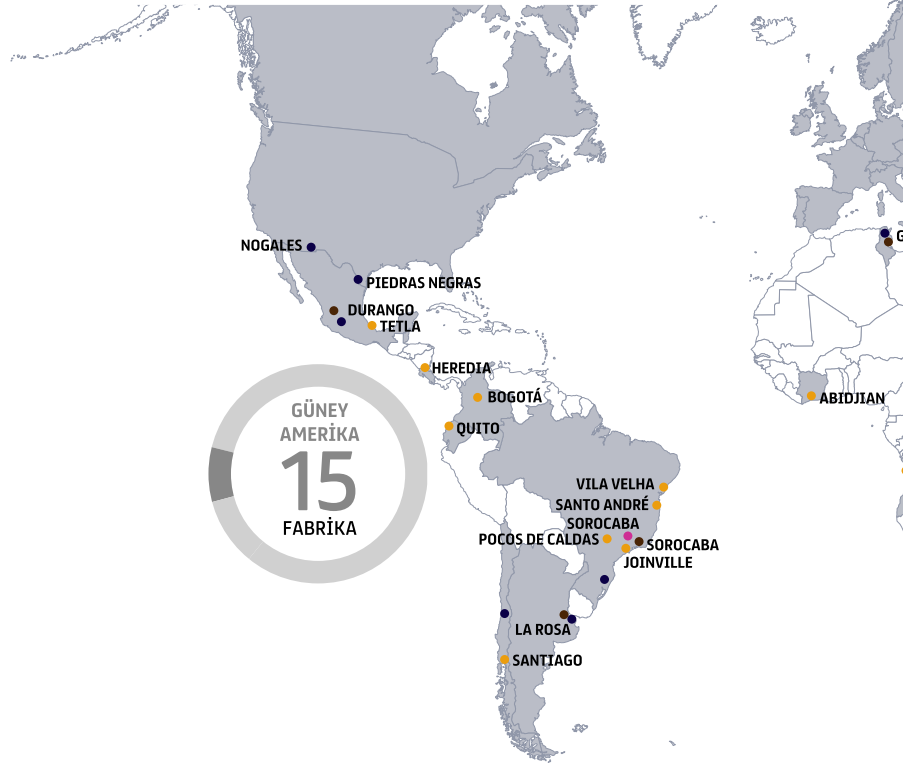 NOGALES
PIEDRAS NEGRAS
DURANGO
TETLA
HEREDIA
BOGOTÁ
QUITO
GÜNEY
AMERİKA
15
FABRİKA
VILA VELHA
SANTO ANDRÉ
SOROCABA
POCOS DE CALDAS
SOROCABA
JOINVILLE
LA ROSA
SANTIAGO
G
ABIDJIAN